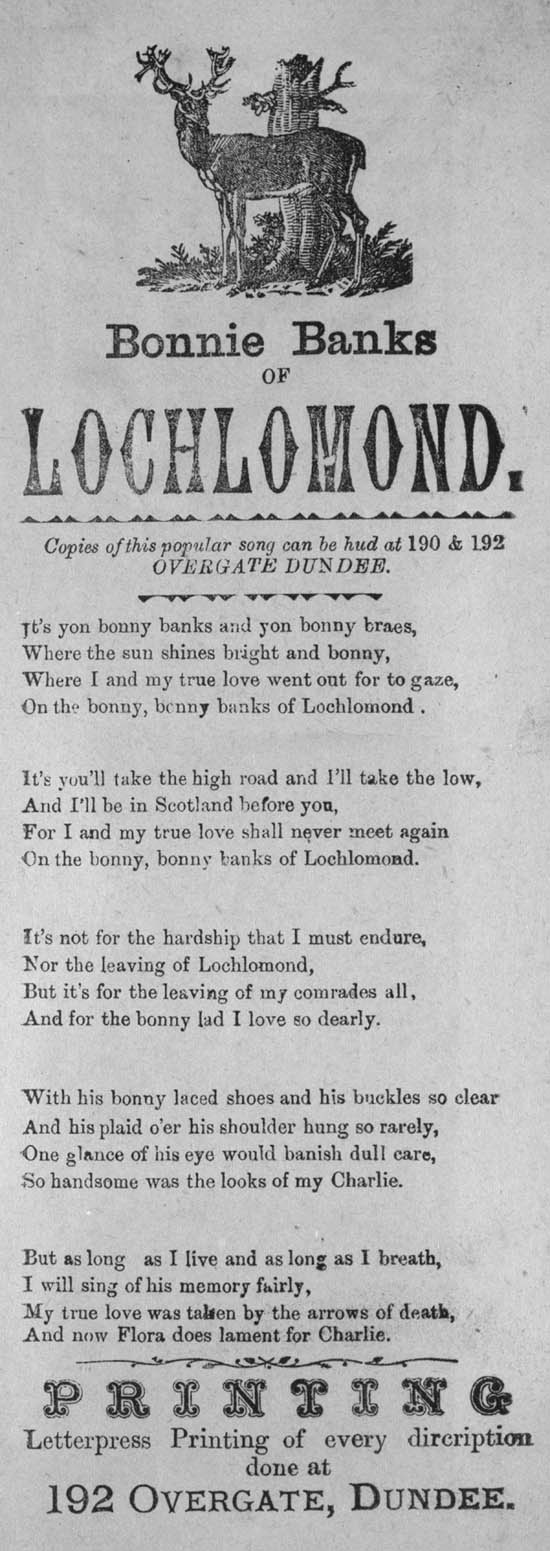 Bonnie Banks
OF
LOCHLOMOND.
Copies of this popular song can be hud at 190 & 192
OVERGATE DUNDEE.
It's yon bonny banks and yon bonny braes,
Where the sun shines bright and bonny,
Where I and my true love went out for to gaze,
On the bonny, bonny banks of Lochlomond .
It's you'll take the high road and I'll take the low,
And I'll be in Scotland before you,
For I and my true love shall never meet again
On the bonny, bonny banks of Lochlomond.
It's not for the hardship that I must endure,
Nor the leaving of Lochlomond,
But it's for the leaving of my comrades all,
And for the bonny lad I love so dearly.
With his bonny laced shoes and his buckles so clear
And his plaid o'er his shoulder hung so rarely,
One glance of his eye would banish dull care,
So handsome was the looks of my Charlie.
But as long as I live and as long as I breath,
I will sing of his memory fairly,
My true love was taken by the arrows of death,
And now Flora does lament for Charlie.
PRINTING
Letterpress Printing of every dircription
done at
192 OVERGATE, DUNDEE.